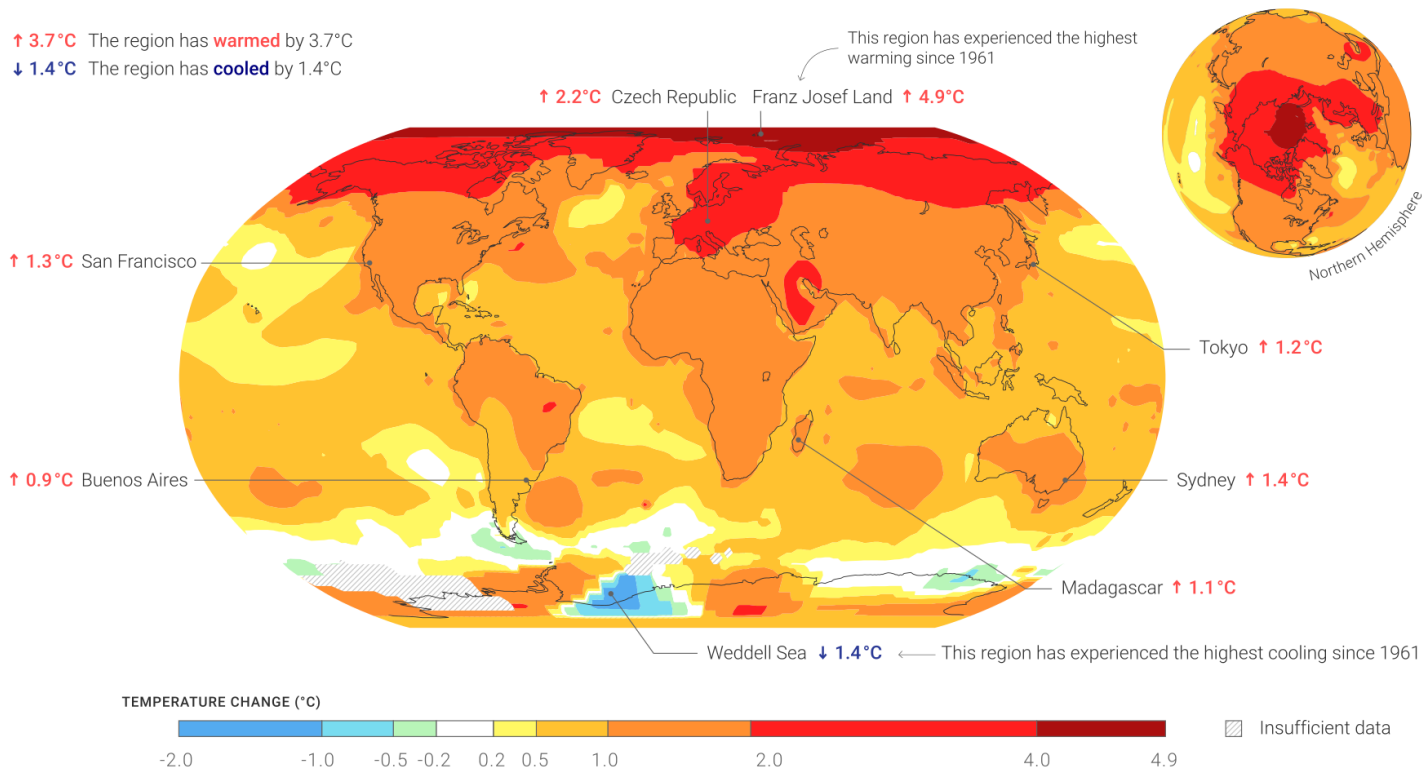 ↑ 3.7°C The region has warmed by 3.7°C
↓ 1.4°C The region has cooled by 1.4°C
This region has experienced the highest
warming since 1961
↑ 2.2°C Czech Republic
Franz Josef Land ↑ 4.9°C
Northern Hemisphere
↑ 1.3°C San Francisco
Tokyo ↑ 1.2°C
↑ 0.9°C Buenos Aires
Sydney ↑ 1.4°C
Madagascar ↑ 1.1°C
Weddell Sea ↓ 1.4°C
This region has experienced the highest cooling since 1961
TEMPERATURE CHANGE (°C)
Insufficient data
-2.0 -1.0 -0.5 -0.2 0.2 0.5 1.0 2.0 4.0 4.9